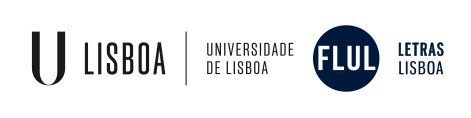 U LISBOA
UNIVERSIDADE
DE LISBOA
FLUL
LETRAS
LISBOA